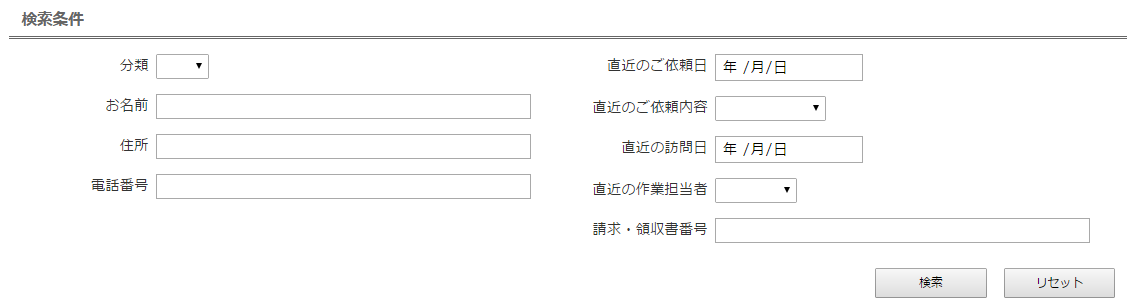 検索条件
分類
お名前
住所
電話番号
直近のご依頼日 年 /月/日
直近のご依頼内容
直近の訪問日 年 /月/日
直近の作業担当者
請求・領収書番号
検索 リセット